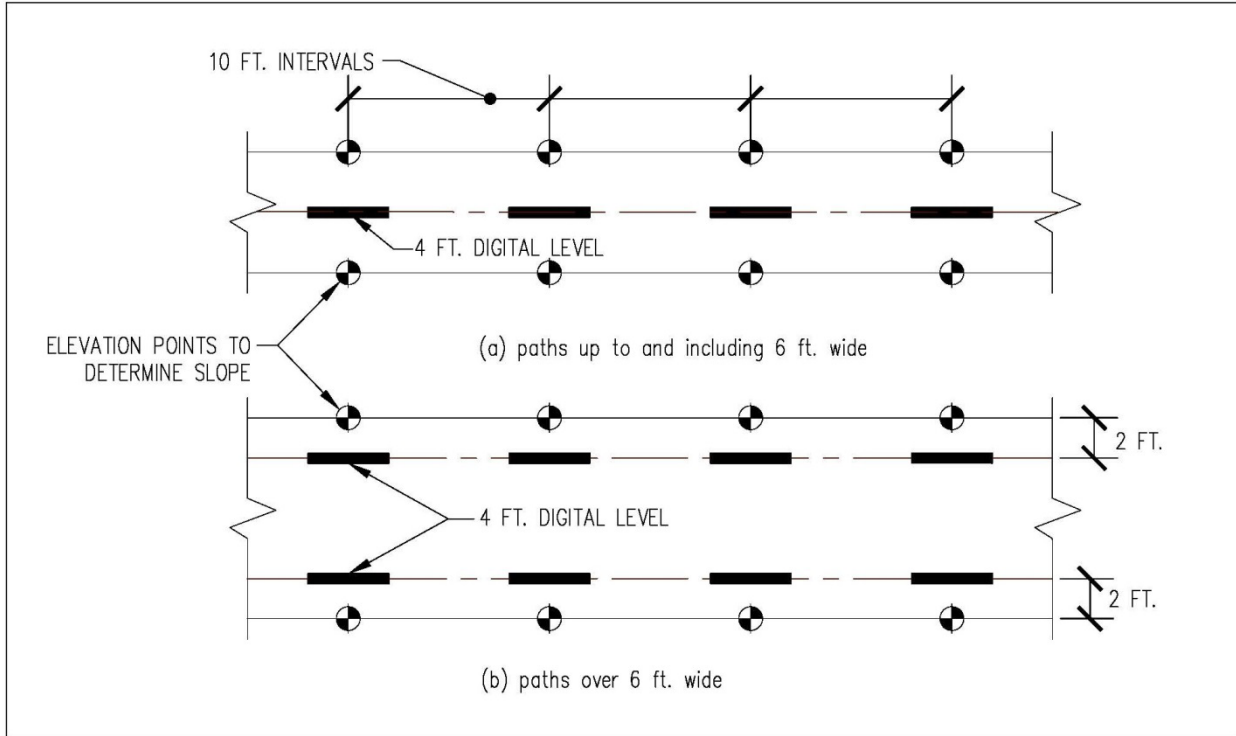 10 FT. INTERVALS
4 FT. DIGITAL LEVEL
ELEVATION POINTS TO
DETERMINE SLOPE
(a) paths up to and including 6 ft. wide
2 FT.
4 FT. DIGITAL LEVEL
2 FT.
(b) paths over 6 ft. wide